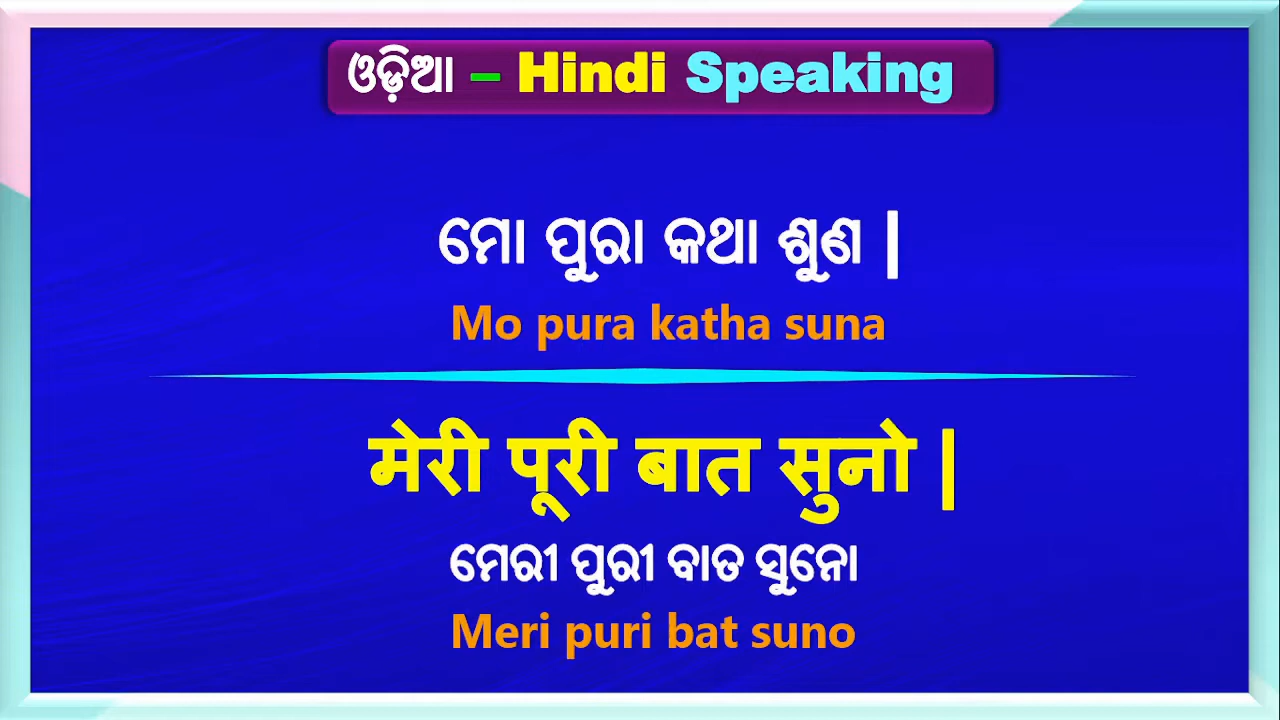 ଓଡ଼ିଆ – Hindi Speaking
ମୋ ପୁରା କଥା ଶୁଣ |
Mo pura katha suna
मेरी पूरी बात सुनो |
ମେରୀ ପୁରୀ ବାତ ସୁନୋ
Meri puri bat suno